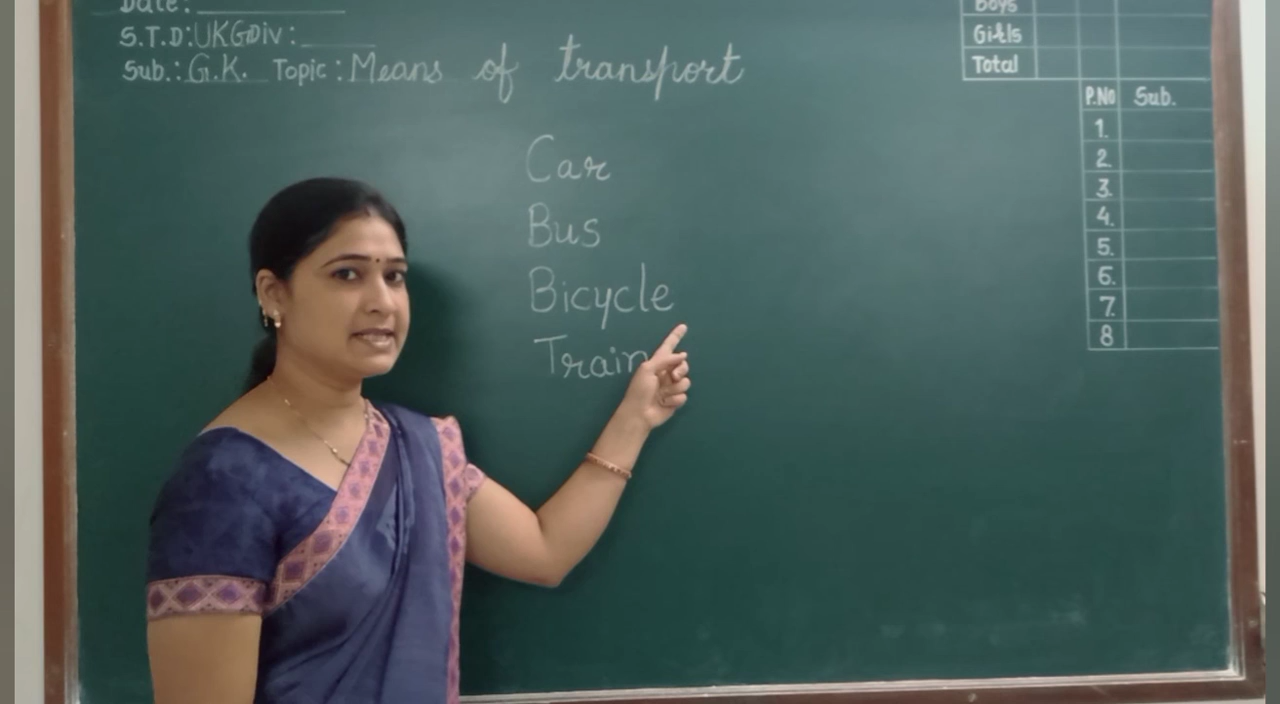 Date:
S.T.D: UKG Div:
Sub.: G.K. Topic: Means of transport
Car
Bus
Bicycle
Train
Boys
Girls
Total
P.No Sub.
1.
2.
3.
4.
5.
6.
7.
8